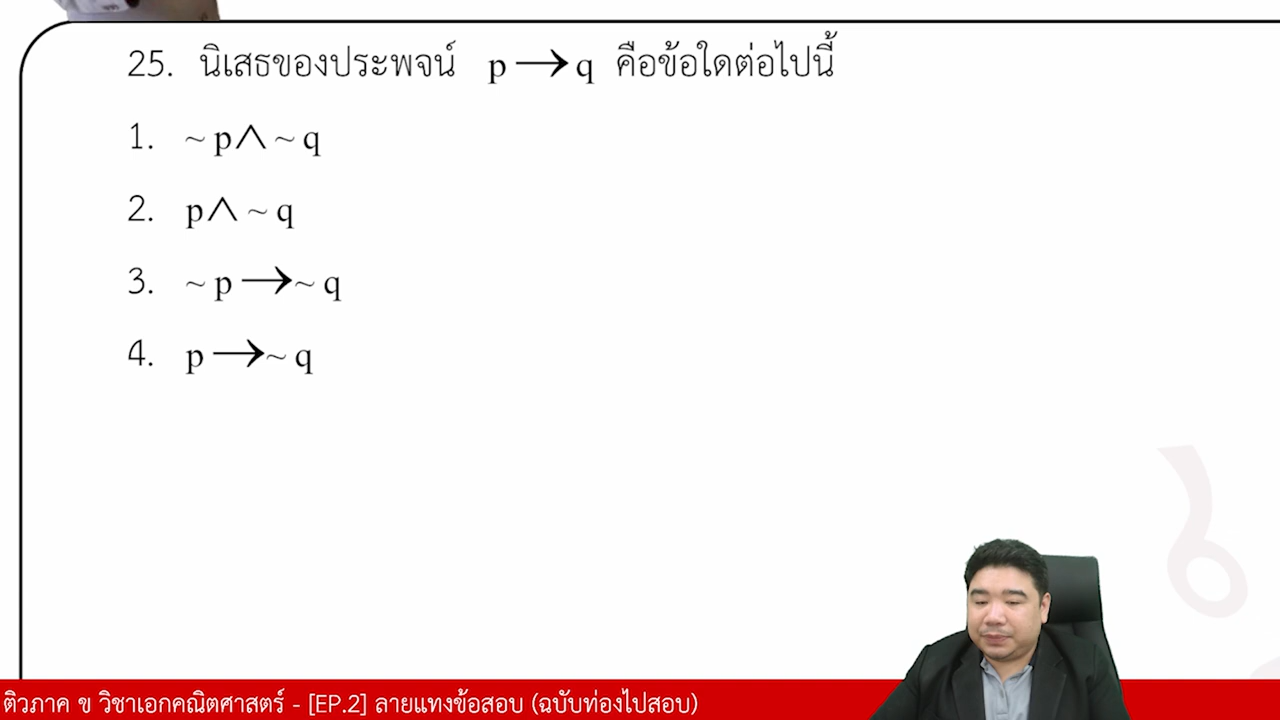 25. นิเสธของประพจน์ p → q คือข้อใดต่อไปนี้
1. ~ p ∧ ~ q
2. p ∧ ~ q
3. ~ p → ~ q
4. p → ~ q
ติวภาค ข วิชาเอกคณิตศาสตร์ - [EP.2] ลายแทงข้อสอบ (ฉบับท่องไปสอบ)